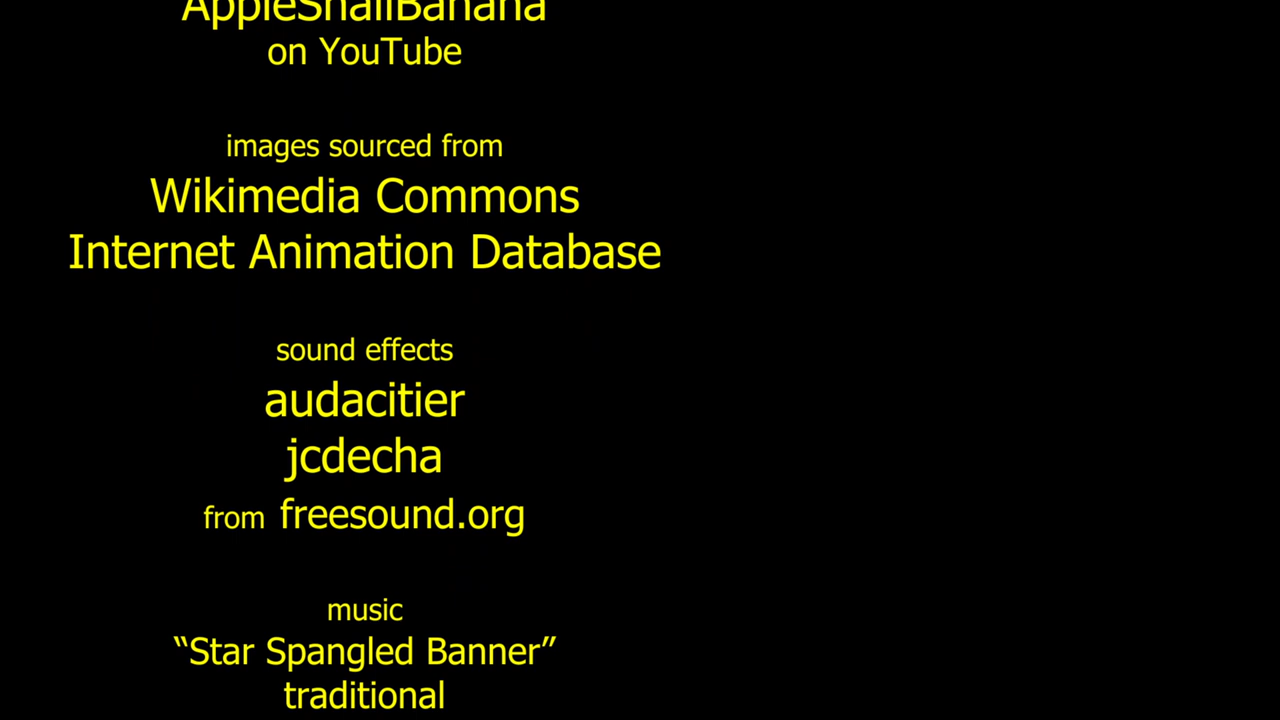 AppleSnailBanana
on YouTube
images sourced from
Wikimedia Commons
Internet Animation Database
sound effects
audacitier
jcdecha
from freesound.org
music
“Star Spangled Banner”
traditional